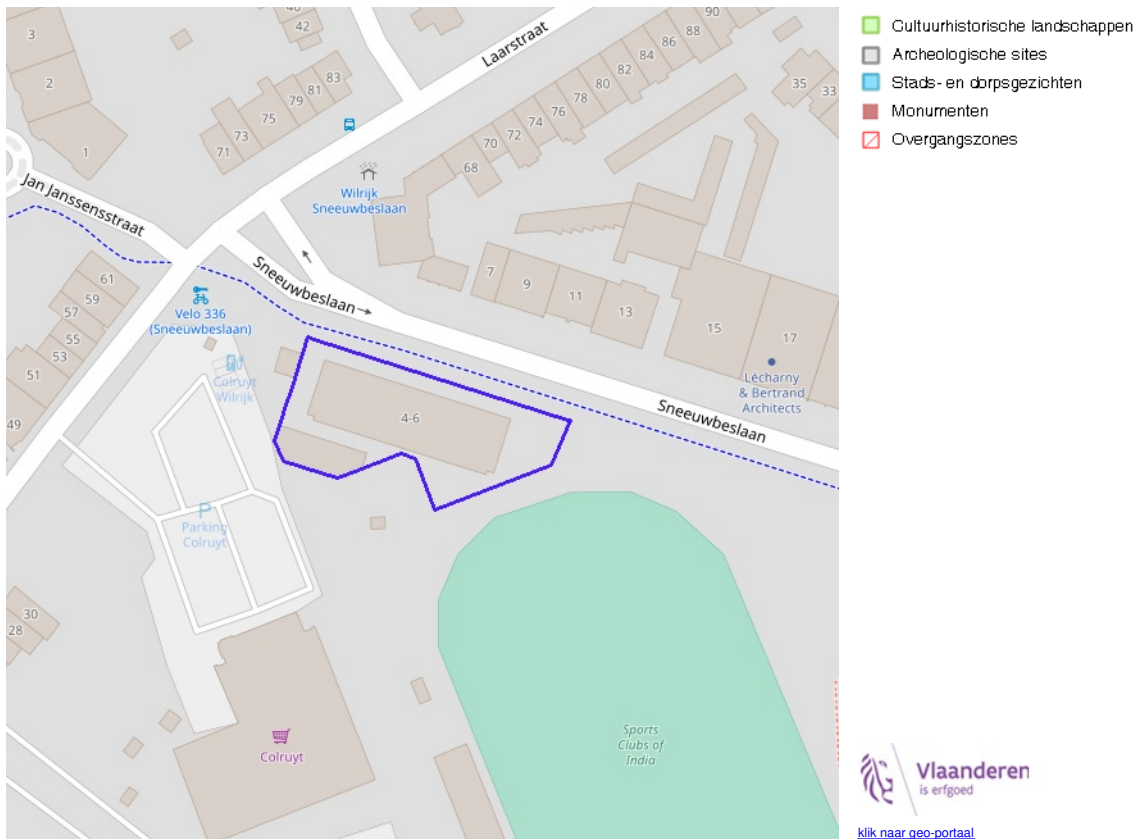 3
2
1
40
42
90
88
86
84
82
80
78
76
74
72
70
68
35
33
Laarstraat
83
81
79
75
73
71
Jan Janssensstraat
Wilrijk
Sneeuwbeslaan
Sneeuwbeslaan
7
9
11
13
15
17
Lécharny
& Bertrand
Architects
Sneeuwbeslaan
61
59
57
55
53
51
49
Velo 336
(Sneeuwbeslaan)
Colruyt
Wilrijk
4-6
P
Parking
Colruyt
30
28
Colruyt
Sports
Clubs of
India
Cultuurhistorische landschappen
Archeologische sites
Stads- en dorpsgezichten
Monumenten
Overgangszones
Vlaanderen
is erfgoed
klik naar geo-portaal